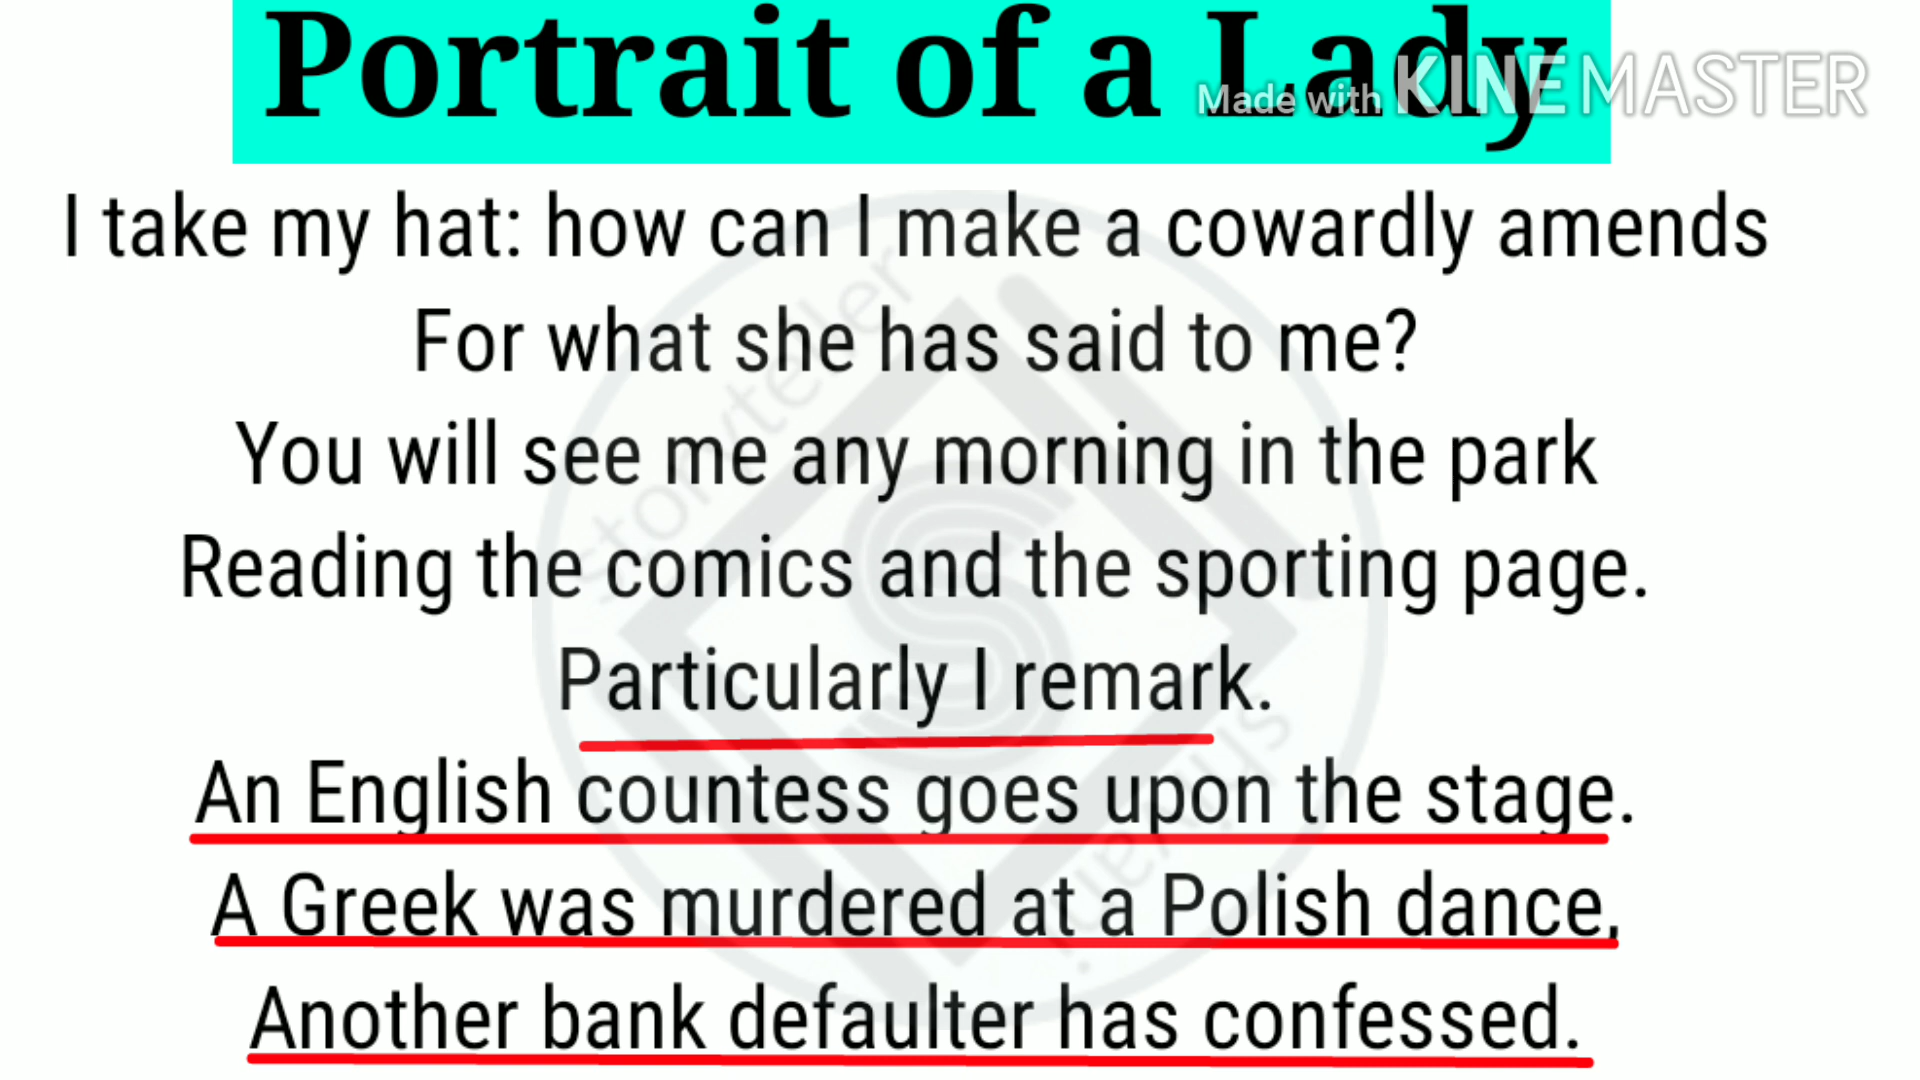 Portrait of a Lady
Made with KINEMASTER
I take my hat: how can I make a cowardly amends
For what she has said to me?
You will see me any morning in the park
Reading the comics and the sporting page.
Particularly I remark.
An English countess goes upon the stage.
A Greek was murdered at a Polish dance,
Another bank defaulter has confessed.
storyteller
shivani